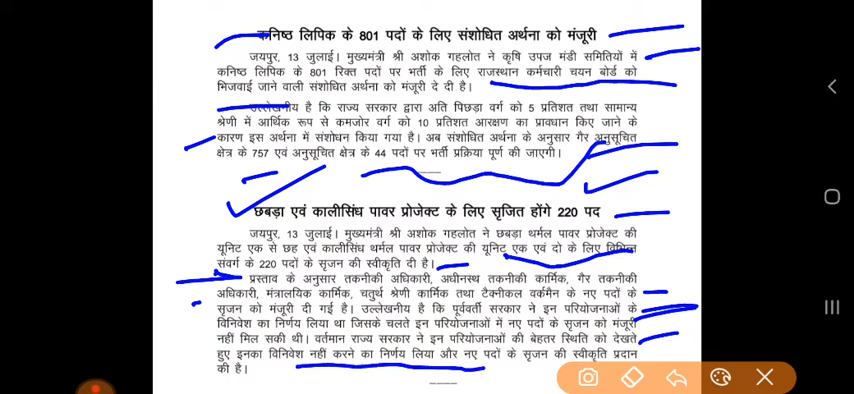 कनिष्ठ लिपिक के 801 पदों के लिए संशोधित अर्थना को मंजूरी
जयपुर, 13 जुलाई। मुख्यमंत्री श्री अशोक गहलोत ने कृषि उपज मंडी समितियों में
कनिष्ठ लिपिक के 801 रिक्त पदों पर भर्ती के लिए राजस्थान कर्मचारी चयन बोर्ड को
भिजवाई जाने वाली संशोधित अर्थना को मंजूरी दे दी है।
उल्लेखनीय है कि राज्य सरकार द्वारा अति पिछड़ा वर्ग को 5 प्रतिशत तथा सामान्य
श्रेणी में आर्थिक रूप से कमजोर वर्ग को 10 प्रतिशत आरक्षण का प्रावधान किए जाने के
कारण इस अर्थना में संशोधन किया गया है। अब संशोधित अर्थना के अनुसार गैर अनुसूचित
क्षेत्र के 757 एवं अनुसूचित क्षेत्र के 44 पदों पर भर्ती प्रक्रिया पूर्ण की जाएगी।
छबड़ा एवं कालीसिंध पावर प्रोजेक्ट के लिए सृजित होंगे 220 पद
जयपुर, 13 जुलाई। मुख्यमंत्री श्री अशोक गहलोत ने छबड़ा थर्मल पावर प्रोजेक्ट की
यूनिट एक से छह एवं कालीसिंध थर्मल पावर प्रोजेक्ट की यूनिट एक एवं दो के लिए विभिन्न
संवर्ग के 220 पदों के सृजन की स्वीकृति दी है।
प्रस्ताव के अनुसार तकनीकी अधिकारी, अधीनस्थ तकनीकी कार्मिक, गैर तकनीकी
अधिकारी, मंत्रालयिक कार्मिक, चतुर्थ श्रेणी कार्मिक तथा टैक्नीकल वर्कमैन के नए पदों के
सृजन को मंजूरी दी गई है। उल्लेखनीय है कि पूर्ववर्ती सरकार ने इन परियोजनाओं के
विनिवेश का निर्णय लिया था जिसके चलते इन परियोजनाओं में नए पदों के सृजन को मंजूरी
नहीं मिल सकी थी। वर्तमान राज्य सरकार ने इन परियोजनाओं की बेहतर स्थिति को देखते
हुए इनका विनिवेश नहीं करने का निर्णय लिया और नए पदों के सृजन की स्वीकृति प्रदान
की है।